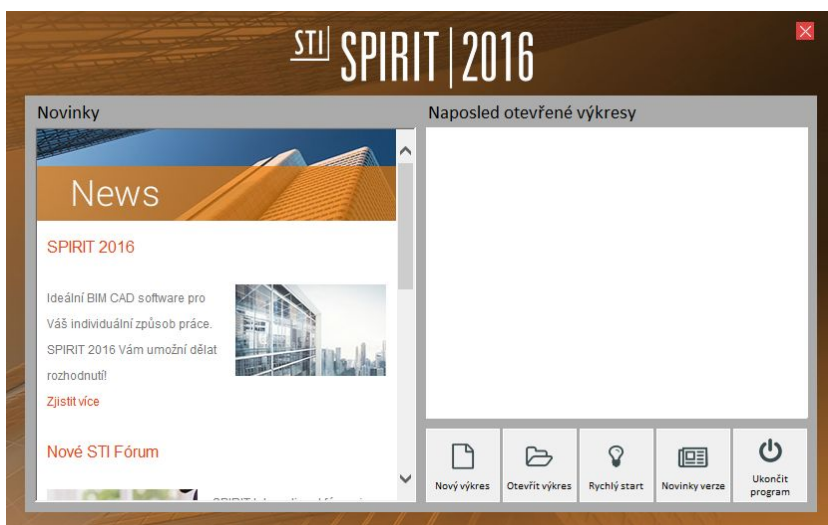 STI SPIRIT | 2016
Novinky
News
SPIRIT 2016
Ideální BIM CAD software pro
Váš individuální způsob práce.
SPIRIT 2016 Vám umožní dělat
rozhodnutí!
Zjistit více
Nové STI Fórum
Naposled otevřené výkresy
Nový výkres
Otevřít výkres
Rychlý start
Novinky verze
Ukončit
program